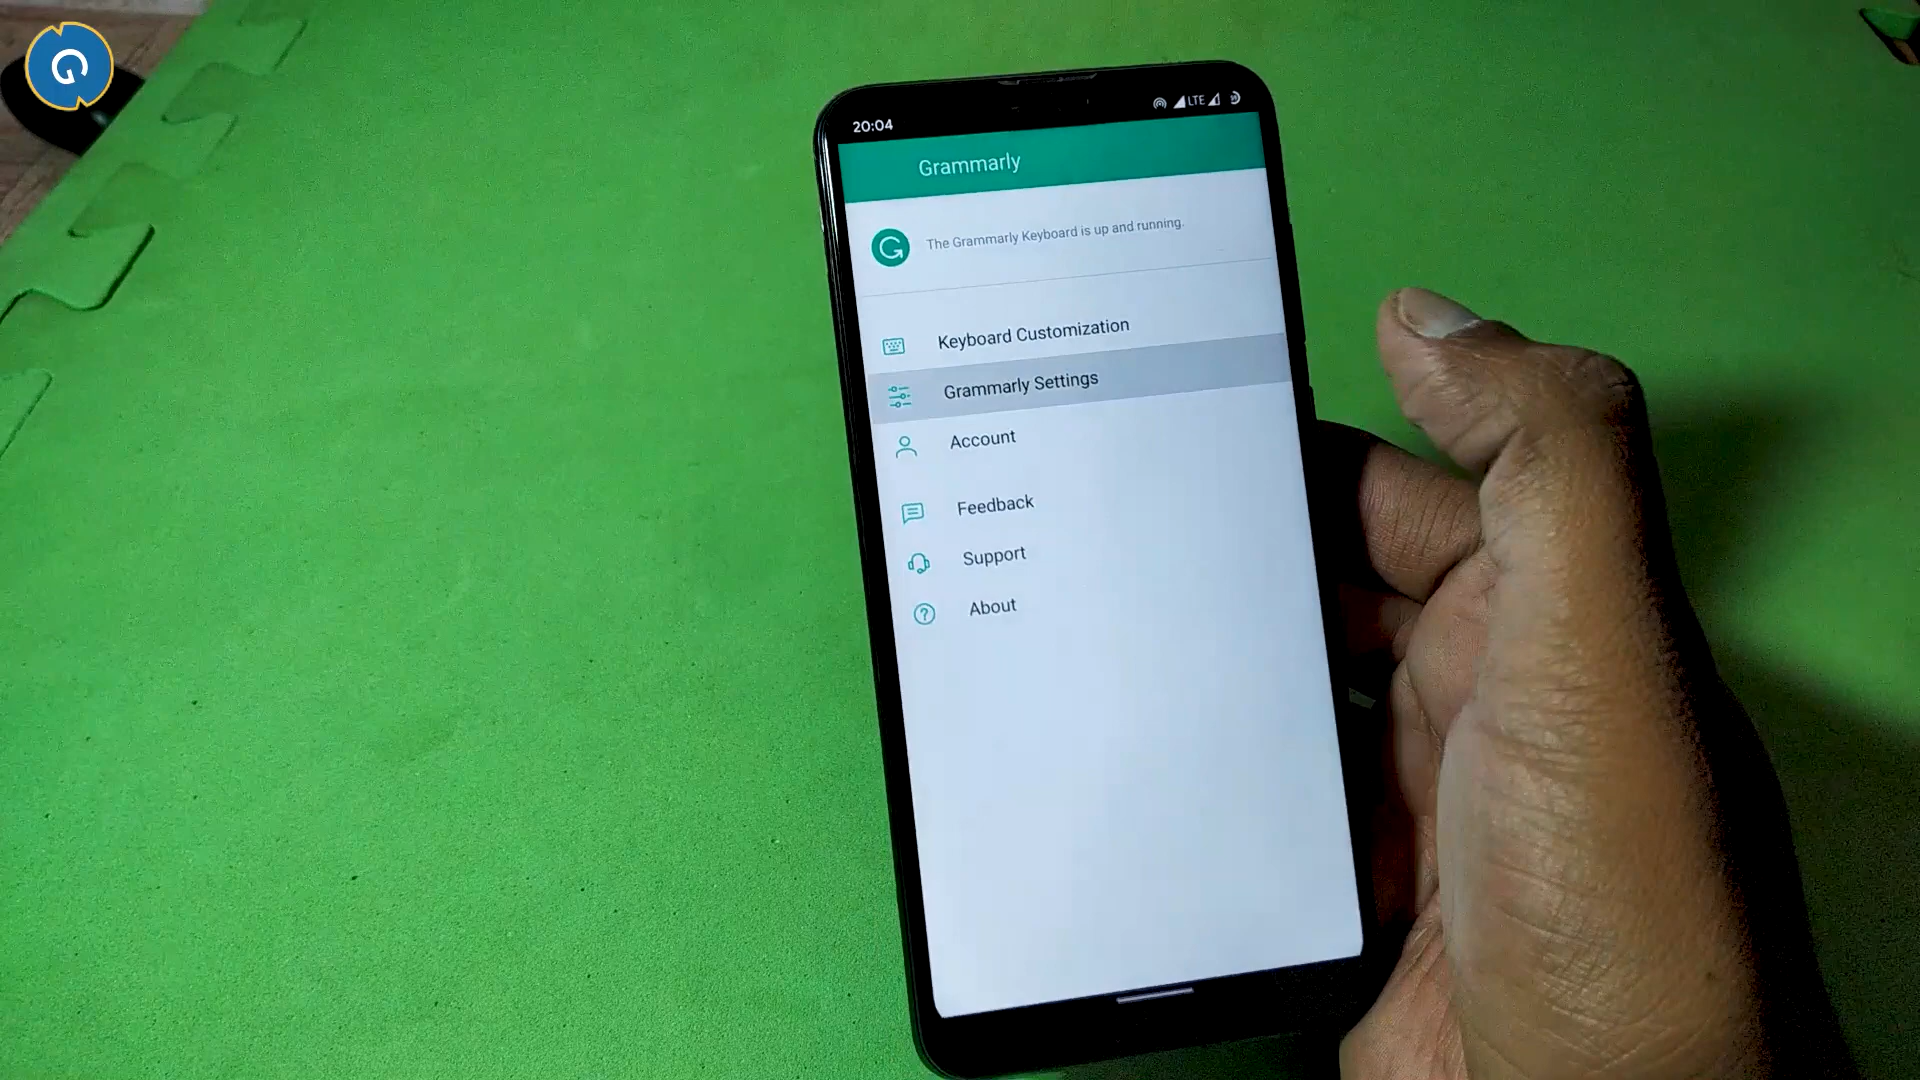 20:04
LTE
Grammarly
The Grammarly Keyboard is up and running.
Keyboard Customization
Grammarly Settings
Account
Feedback
Support
About